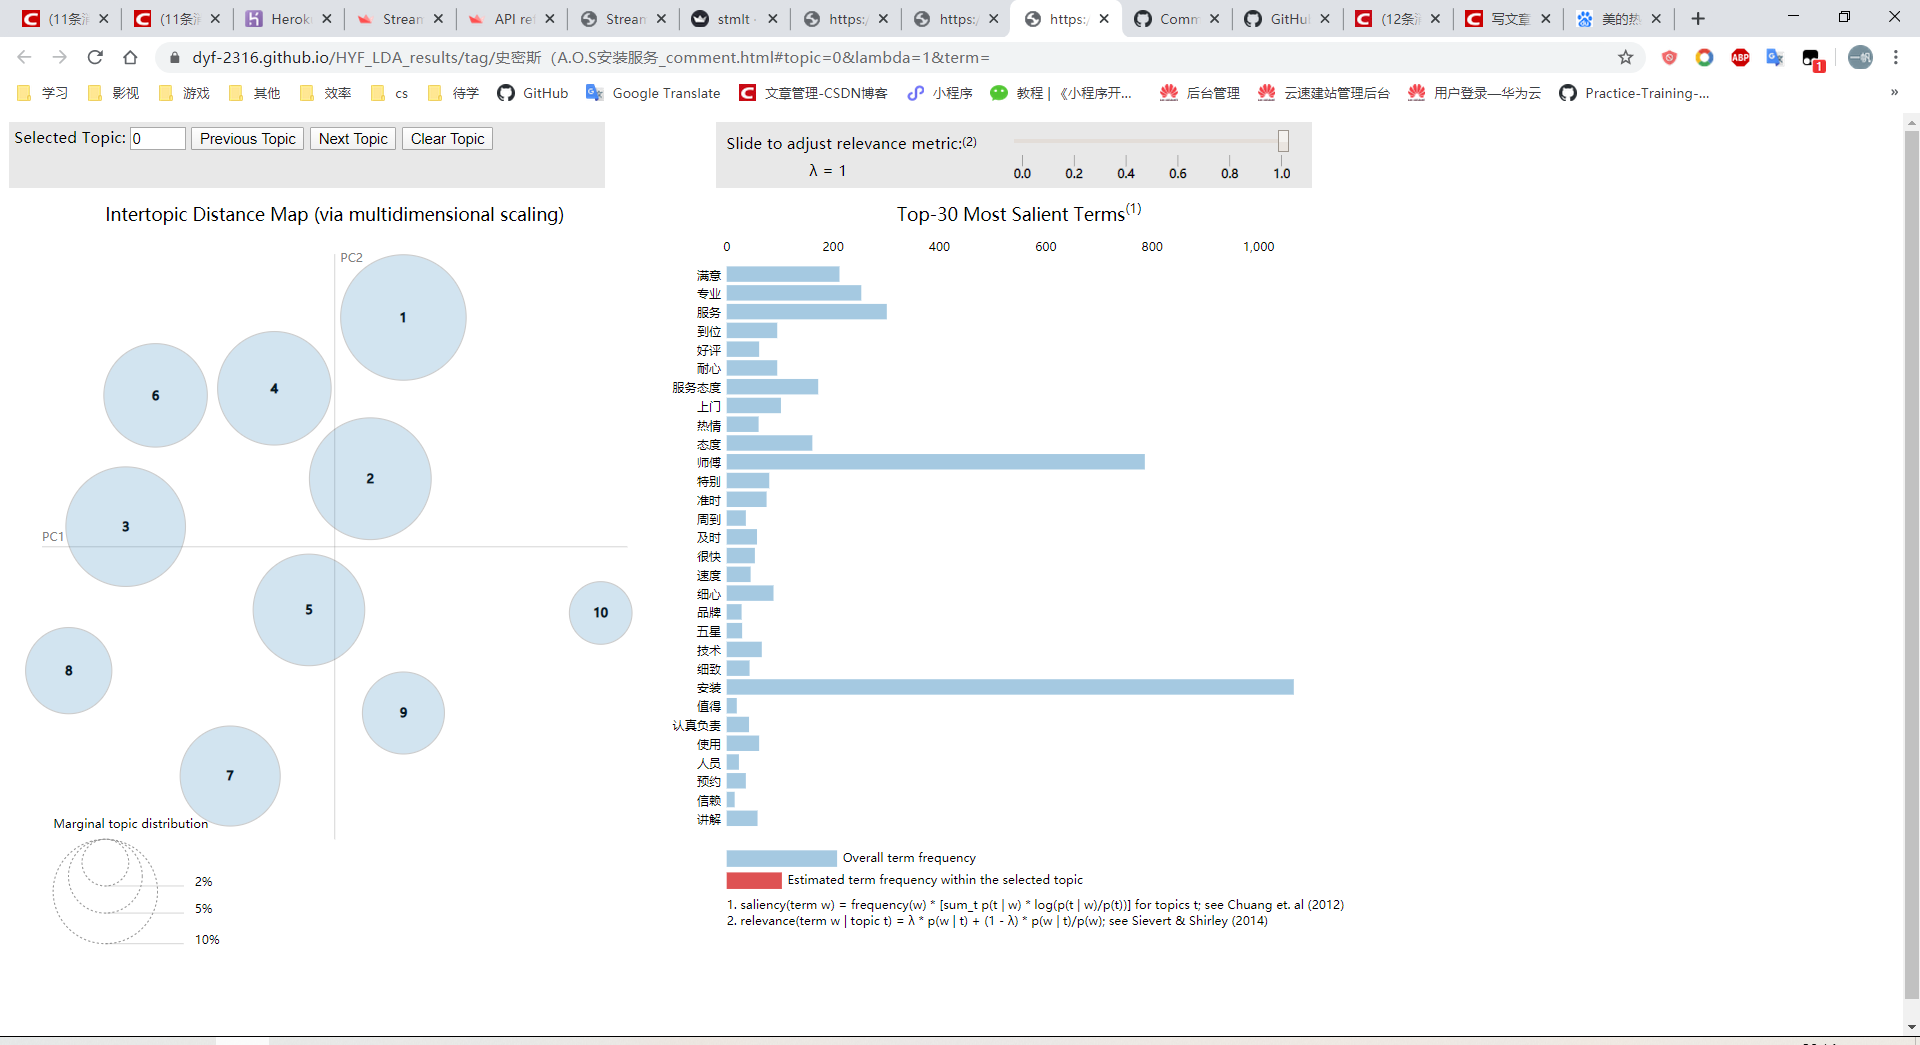 (11条消
(11条消
Heroku
Stream
API re
Stream
stmlt ·
https:/
https:/
https:/
Comm
GitHub
(12条消
写文章
美的热
dyf-2316.github.io/HYF_LDA_results/tag/史密斯（A.O.S安装服务_comment.html#topic=0&lambda=1&term=
ABP
1
一帆
学习
影视
游戏
其他
效率
cs
待学
GitHub
Google Translate
文章管理-CSDN博客
小程序
教程 | 《小程序开...
后台管理
云速建站管理后台
用户登录—华为云
Practice-Training-...
»
Selected Topic: 0 Previous Topic Next Topic Clear Topic
Slide to adjust relevance metric:(2)
λ = 1
0.0 0.2 0.4 0.6 0.8 1.0
Intertopic Distance Map (via multidimensional scaling)
PC2
PC1
1
2
3
4
5
6
7
8
9
10
Marginal topic distribution
2%
5%
10%
Top-30 Most Salient Terms(1)
0 200 400 600 800 1,000
满意
专业
服务
到位
好评
耐心
服务态度
上门
热情
态度
师傅
特别
准时
周到
及时
很快
速度
细心
品牌
五星
技术
细致
安装
值得
认真负责
使用
人员
预约
信赖
讲解
Overall term frequency
Estimated term frequency within the selected topic
1. saliency(term w) = frequency(w) * [sum_t p(t | w) * log(p(t | w)/p(t))] for topics t; see Chuang et. al (2012)
2. relevance(term w | topic t) = λ * p(w | t) + (1 - λ) * p(w | t)/p(w); see Sievert & Shirley (2014)